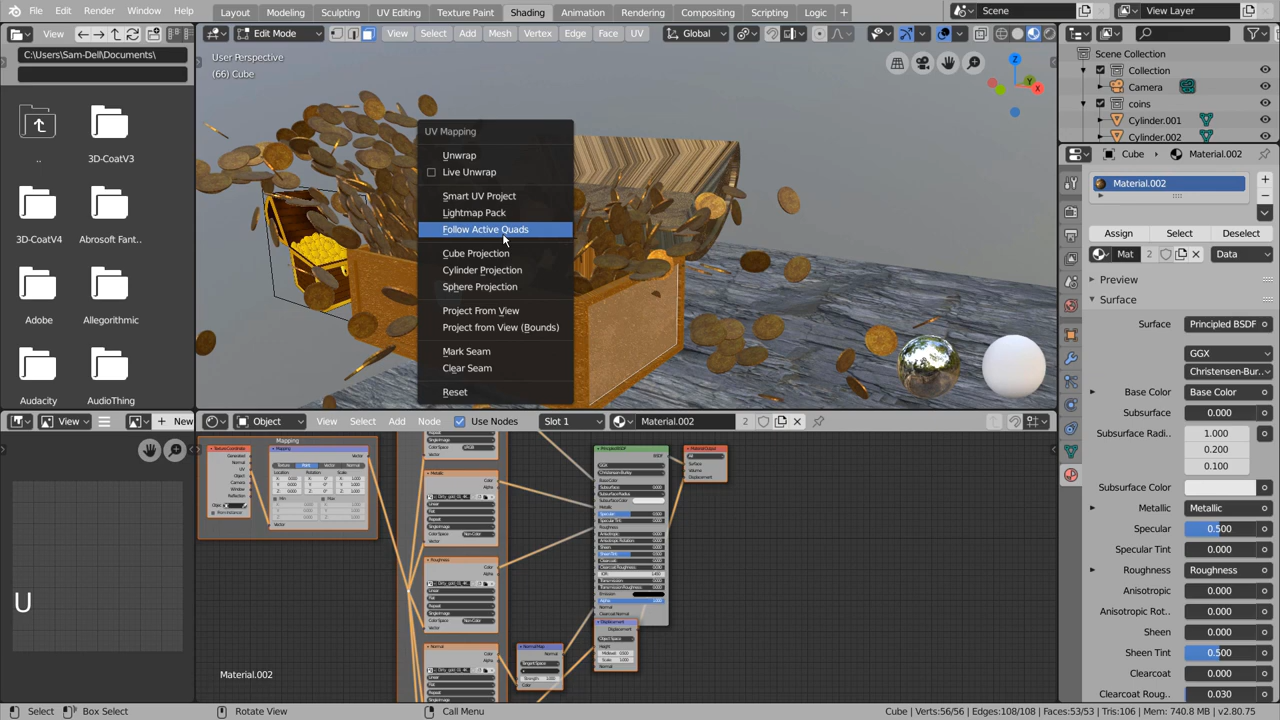 File Edit Render Window Help Layout Modeling Sculpting UV Editing Texture Paint Shading Animation Rendering Compositing Scripting Logic + Scene View Layer
View
C:\Users\Sam-Dell\Documents\
..
3D-CoatV3
3D-CoatV4
Abrosoft Fant..
Adobe
Allegorithmic
Audacity
AudioThing
Edit Mode View Select Add Mesh Vertex Edge Face UV Global
User Perspective
(66) Cube
Z
Y
X
UV Mapping
Unwrap
Live Unwrap
Smart UV Project
Lightmap Pack
Follow Active Quads
Cube Projection
Cylinder Projection
Sphere Projection
Project From View
Project from View (Bounds)
Mark Seam
Clear Seam
Reset
Scene Collection
Collection
Camera
coins
Cylinder.001
Cylinder.002
Cube Material.002
Material.002
Assign Select Deselect
Mat 2 Data
Preview
Surface
Surface Principled BSDF
GGX
Christensen-Bur..
Base Color Base Color
Subsurface 0.000
Subsurface Radi.. 1.000
0.200
0.100
Subsurface Color
Metallic Metallic
Specular 0.500
Specular Tint 0.000
Roughness Roughness
Anisotropic 0.000
Anisotropic Rot.. 0.000
Sheen 0.000
Sheen Tint 0.500
Clearcoat 0.000
Clearcoat Rough.. 0.030
View + New
Object View Select Add Node Use Nodes Slot 1 Material.002 2
Mapping
Metallic
Roughness
Normal
Displacement
U
Material.002
Select Box Select Rotate View Call Menu Cube | Verts:56/56 | Edges:108/108 | Faces:53/53 | Tris:106 | Mem: 740.8 MB | v2.80.75